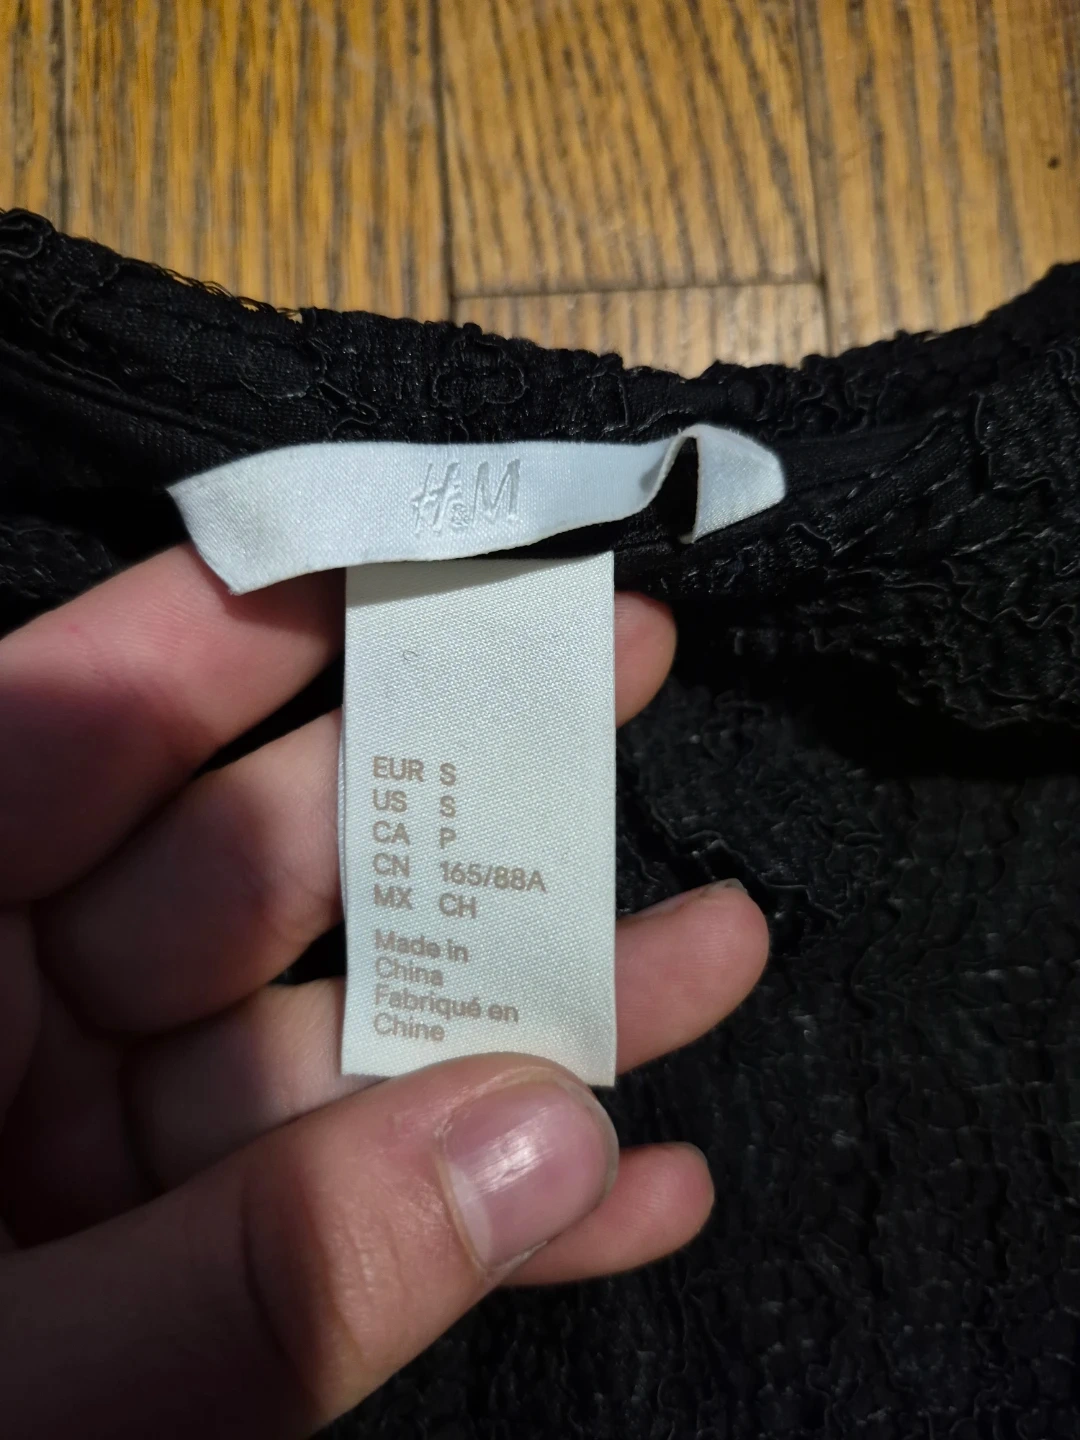 H&M
EUR S
US S
CA P
CN 165/88A
MX CH
Made in
China
Fabriqué en
Chine